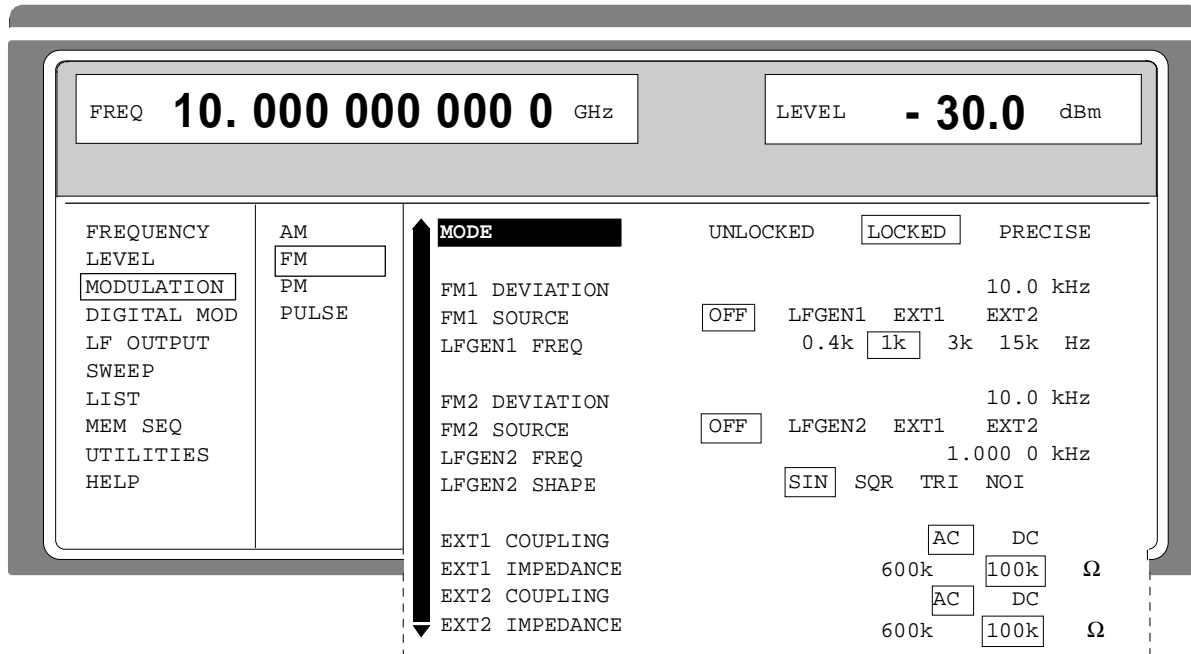 FREQ 10. 000 000 000 0 GHz
LEVEL - 30.0 dBm
FREQUENCY
LEVEL
MODULATION
DIGITAL MOD
LF OUTPUT
SWEEP
LIST
MEM SEQ
UTILITIES
HELP
AM
FM
PM
PULSE
MODE UNLOCKED LOCKED PRECISE
FM1 DEVIATION 10.0 kHz
FM1 SOURCE OFF LFGEN1 EXT1 EXT2
LFGEN1 FREQ 0.4k 1k 3k 15k Hz
FM2 DEVIATION 10.0 kHz
FM2 SOURCE OFF LFGEN2 EXT1 EXT2
LFGEN2 FREQ 1.000 0 kHz
LFGEN2 SHAPE SIN SQR TRI NOI
EXT1 COUPLING AC DC
EXT1 IMPEDANCE 600k 100k Ω
EXT2 COUPLING AC DC
EXT2 IMPEDANCE 600k 100k Ω